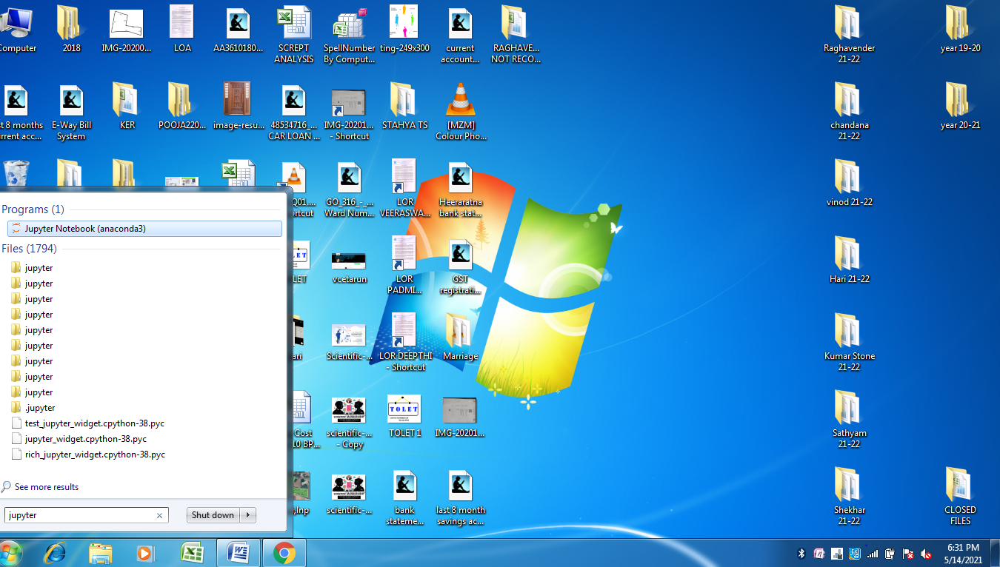 Computer
2018
IMG-20200...
LOA
AA3610180...
SCREPT
ANALYSIS
SpellNumber
By Comput...
ting-249x300
current
account...
RAGHAVE...
NOT RECO...
Raghavender
21-22
year 19-20
st 8 months
urrent acc...
E-Way Bill
System
KER
POOJA220...
image-resu...
48534716_...
CAR LOAN ...
IMG-20201...
- Shortcut
STAHYA TS
[MZM]
Colour Pho...
chandana
21-22
year 20-21
Q01....
rtcut
GO_316_-_...
Ward Num...
LOR
VEERASWA...
Heeraratna
bank stat...
vinod 21-22
LET
vcetarun
LOR
PADMI...
GST
registrati...
Hari 21-22
ari
Scientific-...
LOR DEEPTHI
- Shortcut
Marriage
Kumar Stone
21-22
Cost
10 BP...
scientific-...
- Copy
TOLET
TOLET 1
IMG-20201...
Sathyam
21-22
Inp
scientific-...
bank
stateme...
last 8 month
savings ac...
Shekhar
21-22
CLOSED
FILES
Programs (1)
Jupyter Notebook (anaconda3)
Files (1794)
jupyter
jupyter
jupyter
jupyter
jupyter
jupyter
jupyter
jupyter
jupyter
.jupyter
test_jupyter_widget.cpython-38.pyc
jupyter_widget.cpython-38.pyc
rich_jupyter_widget.cpython-38.pyc
See more results
jupyter
Shut down
6:31 PM
5/14/2021